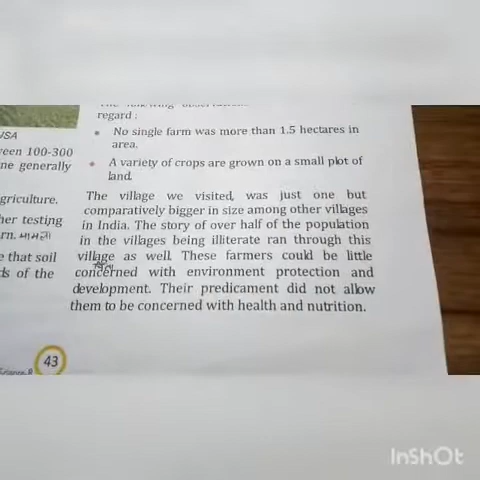 USA
veen 100-300
ne generally
griculture.
her testing
rn.
e that soil
ds of the
regard :
• No single farm was more than 1.5 hectares in
area.
• A variety of crops are grown on a small plot of
land.
The village we visited, was just one but
comparatively bigger in size among other villages
in India. The story of over half of the population
in the villages being illiterate ran through this
village as well. These farmers could be little
concerned with environment protection and
development. Their predicament did not allow
them to be concerned with health and nutrition.
43
InShOt